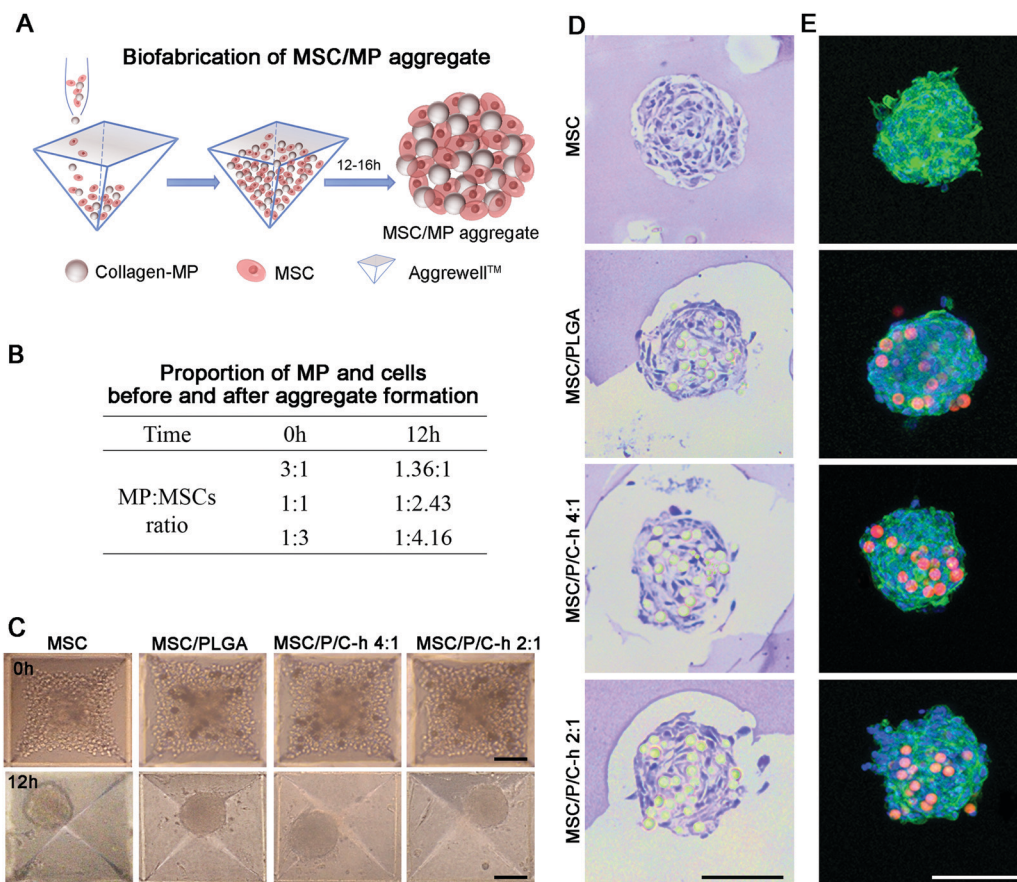 A
Biofabrication of MSC/MP aggregate
12-16h
MSC/MP aggregate
Collagen-MP
MSC
Aggrewell™
B
Proportion of MP and cells
before and after aggregate formation
Time 0h 12h
MP:MSCs ratio
3:1 1.36:1
1:1 1:2.43
1:3 1:4.16
C
MSC MSC/PLGA MSC/P/C-h 4:1 MSC/P/C-h 2:1
0h
12h
D
E
MSC
MSC/PLGA
MSC/P/C-h 4:1
MSC/P/C-h 2:1